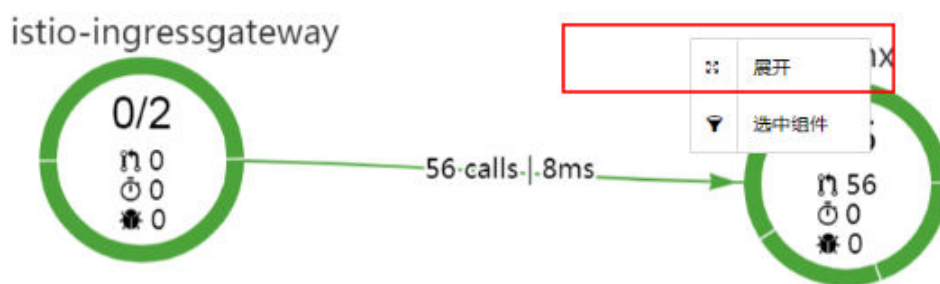 istio-ingressgateway
0/2
0
0
0
56 calls | 8ms
展开
选中组件
56
0
0